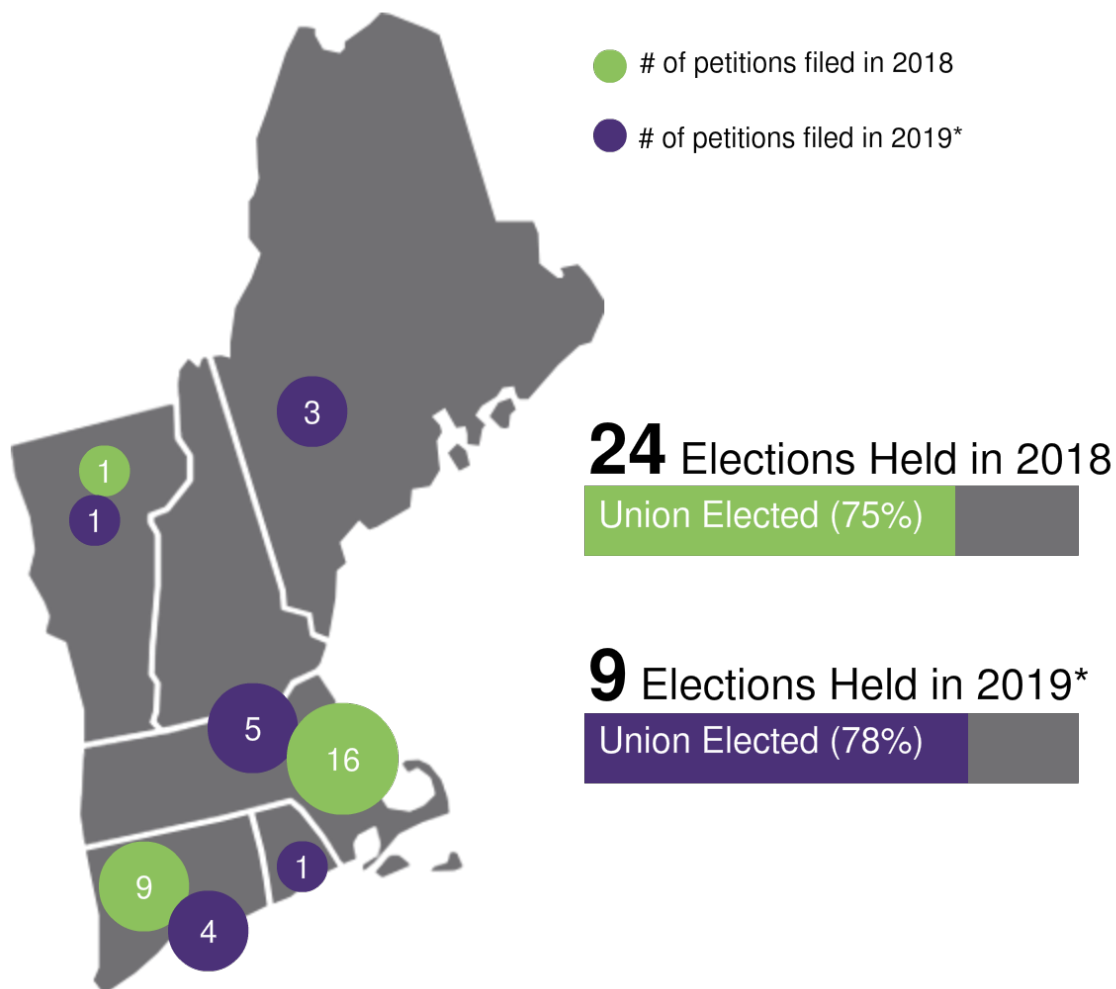 # of petitions filed in 2018
# of petitions filed in 2019*
3
1
1
24 Elections Held in 2018
Union Elected (75%)
9 Elections Held in 2019*
Union Elected (78%)
5
16
1
9
4